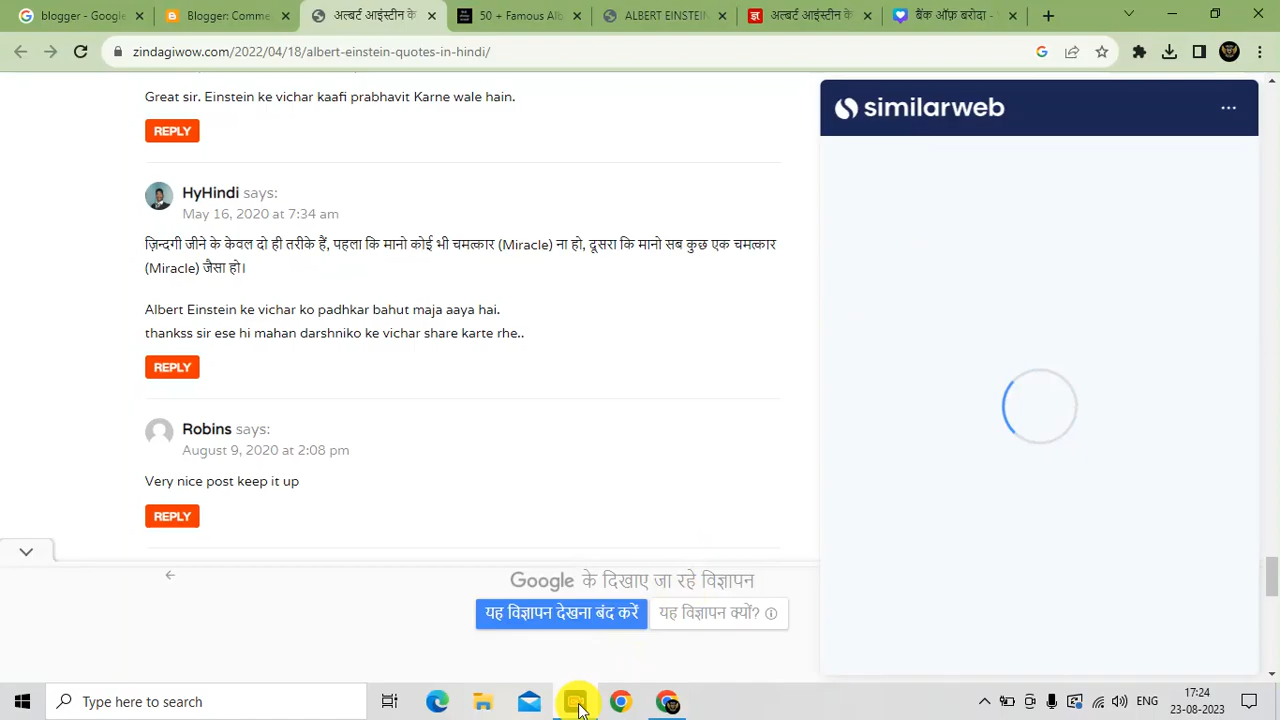 blogger - Google
Blogger: Comme
अल्बर्ट आइंस्टीन के
50 + Famous Alb
ALBERT EINSTEIN
अल्बर्ट आइंस्टीन के
बैंक ऑफ़ बरोदा -
zindagiwow.com/2022/04/18/albert-einstein-quotes-in-hindi/
Great sir. Einstein ke vichar kaafi prabhavit Karne wale hain.
REPLY
HyHindi says:
May 16, 2020 at 7:34 am
ज़िन्दगी जीने के केवल दो ही तरीके हैं, पहला कि मानो कोई भी चमत्कार (Miracle) ना हो, दूसरा कि मानो सब कुछ एक चमत्कार
(Miracle) जैसा हो।
Albert Einstein ke vichar ko padhkar bahut maja aaya hai.
thankss sir ese hi mahan darshniko ke vichar share karte rhe..
REPLY
Robins says:
August 9, 2020 at 2:08 pm
Very nice post keep it up
REPLY
similarweb
Google के दिखाए जा रहे विज्ञापन
यह विज्ञापन देखना बंद करें
यह विज्ञापन क्यों?
Type here to search
ENG
17:24
23-08-2023